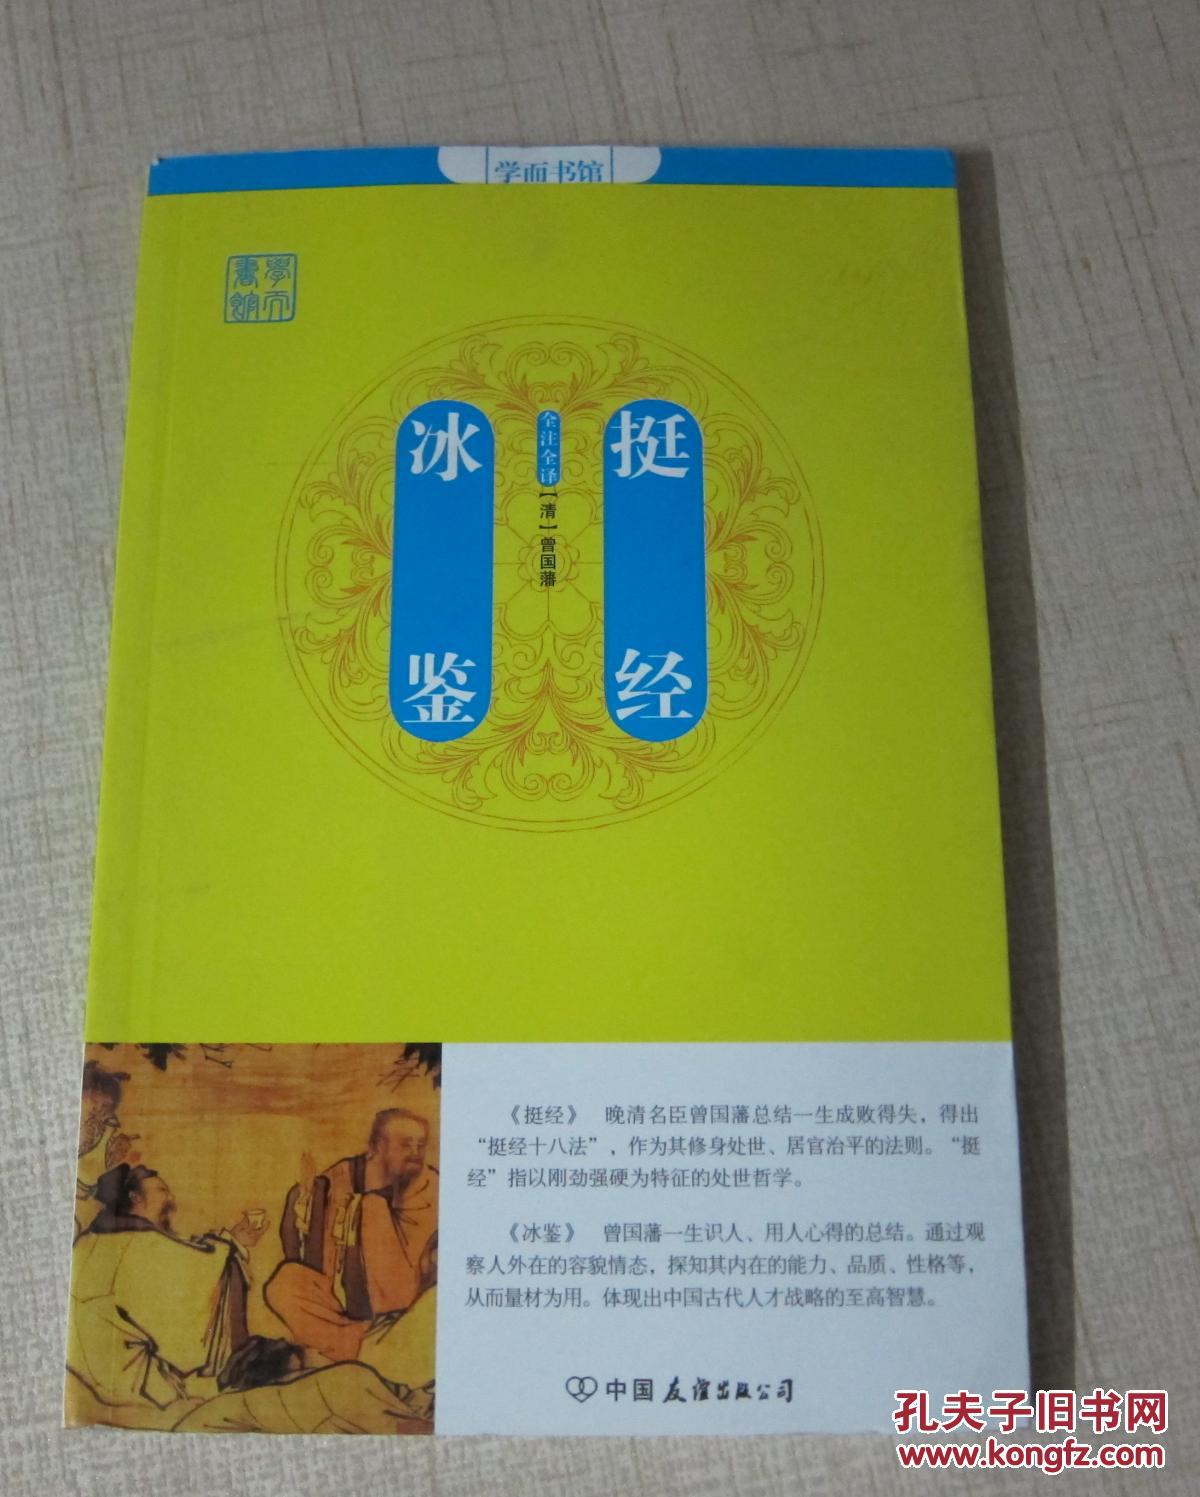 学而书馆
學而
書館
挺经
全注全译
【清】曾国藩
冰鉴
《挺经》 晚清名臣曾国藩总结一生成败得失，得出
“挺经十八法”，作为其修身处世、居官治平的法则。“挺
经”指以刚劲强硬为特征的处世哲学。
《冰鉴》 曾国藩一生识人、用人心得的总结。通过观
察人外在的容貌情态，探知其内在的能力、品质、性格等，
从而量材为用。体现出中国古代人才战略的至高智慧。
中国友谊出版公司
孔夫子旧书网
www.kongfz.com